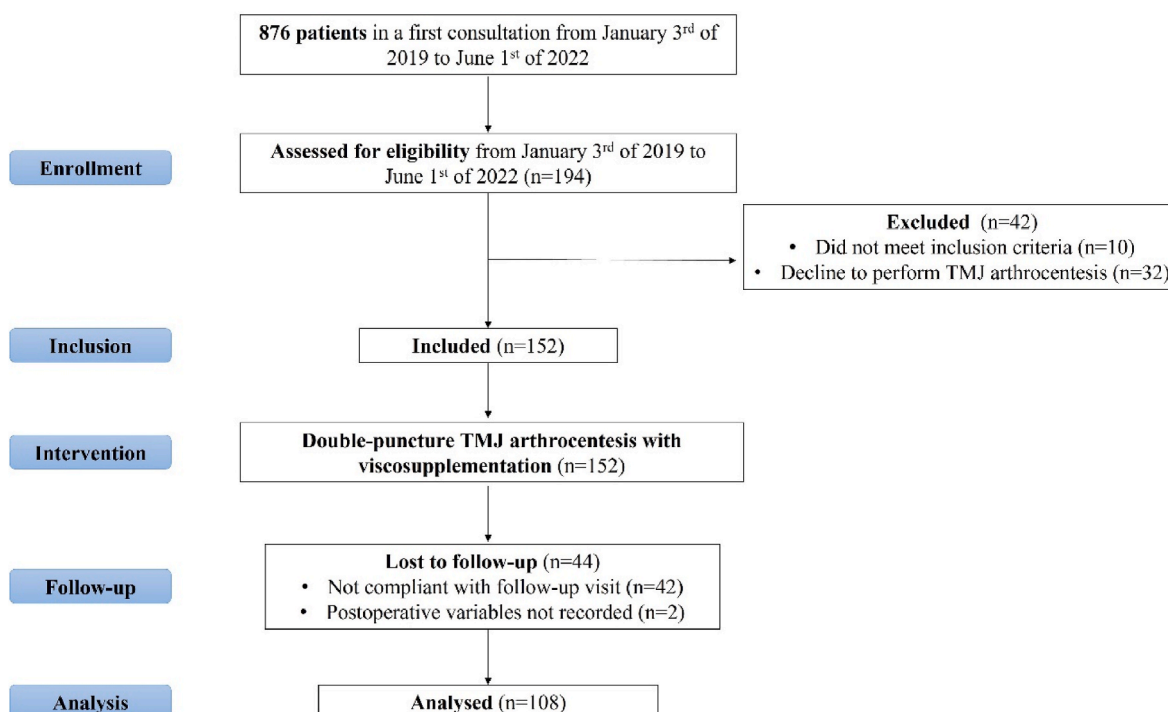 876 patients in a first consultation from January 3rd of
2019 to June 1st of 2022
Enrollment
Assessed for eligibility from January 3rd of 2019 to
June 1st of 2022 (n=194)
Excluded (n=42)
• Did not meet inclusion criteria (n=10)
• Decline to perform TMJ arthrocentesis (n=32)
Inclusion
Included (n=152)
Intervention
Double-puncture TMJ arthrocentesis with
viscosupplementation (n=152)
Follow-up
Lost to follow-up (n=44)
• Not compliant with follow-up visit (n=42)
• Postoperative variables not recorded (n=2)
Analysis
Analysed (n=108)